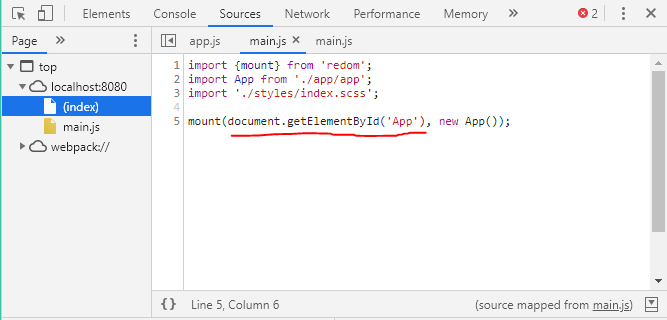 Elements Console Sources Network Performance Memory » 2
Page » app.js main.js × main.js
top
localhost:8080
(index)
main.js
webpack://
1 import {mount} from 'redom';
2 import App from './app/app';
3 import './styles/index.scss';
4
5 mount(document.getElementById('App'), new App());
{} Line 5, Column 6 (source mapped from main.js)